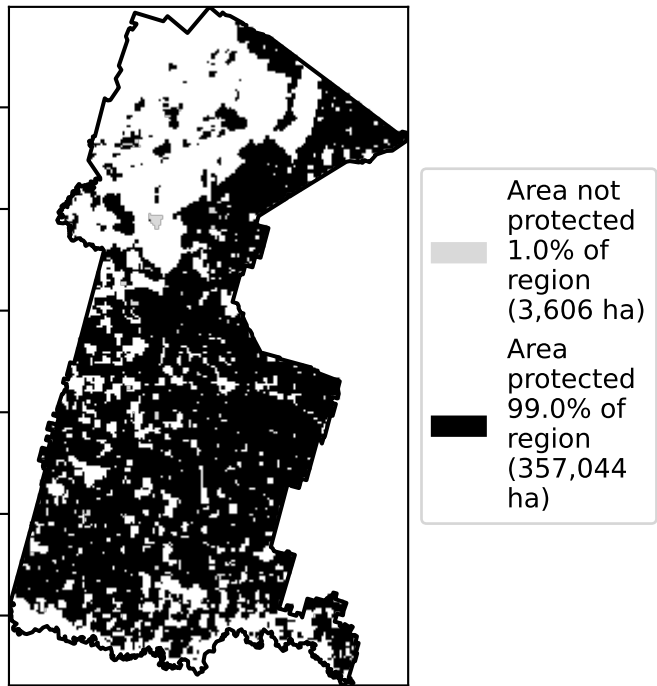 Area not
protected
1.0% of
region
(3,606 ha)
Area
protected
99.0% of
region
(357,044
ha)